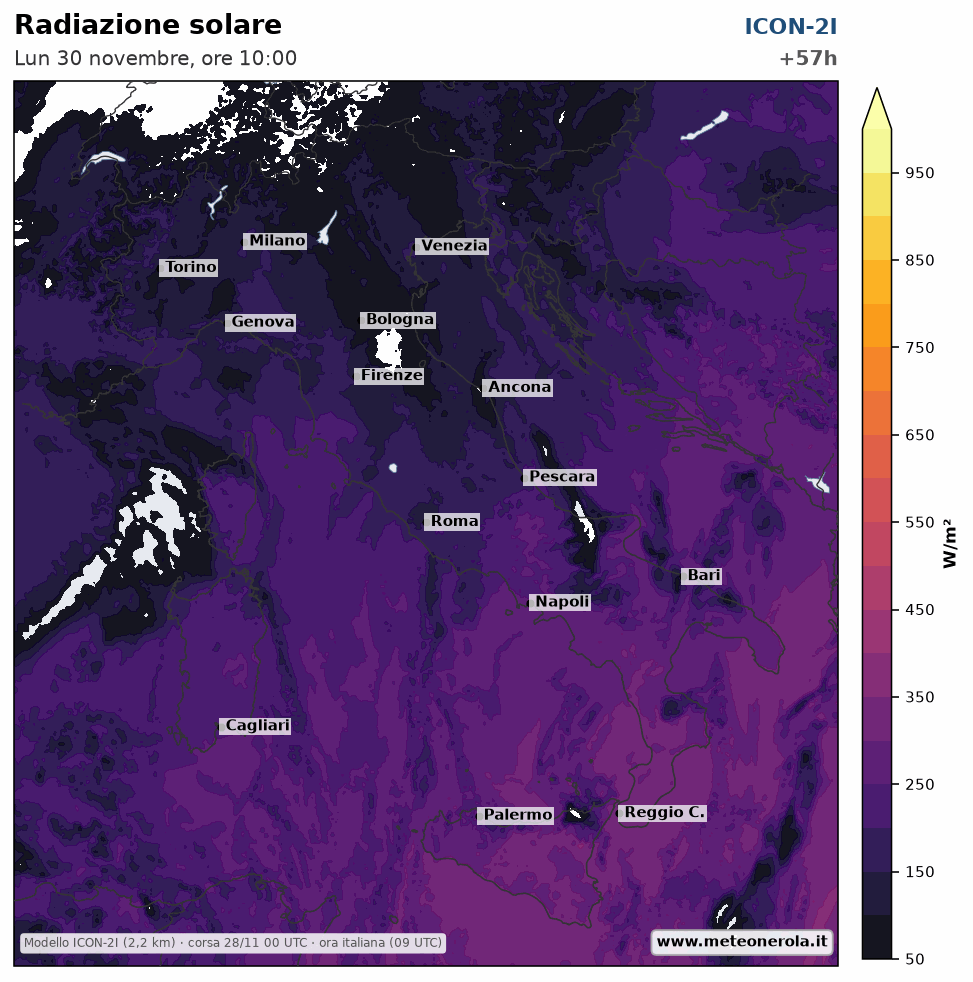 Radiazione solare
ICON-2I
Lun 30 novembre, ore 10:00
+57h
Milano
Venezia
Torino
Genova
Bologna
Firenze
Ancona
Pescara
Roma
Bari
Napoli
Cagliari
Palermo
Reggio C.
950
850
750
650
550
450
350
250
150
50
W/m²
Modello ICON-2I (2,2 km) · corsa 28/11 00 UTC · ora italiana (09 UTC)
www.meteonerola.it